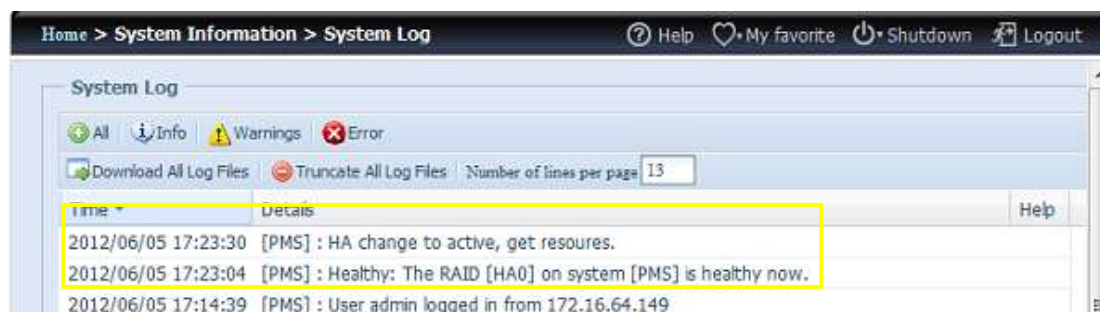 Home > System Information > System Log Help My favorite Shutdown Logout
System Log
All Info Warnings Error
Download All Log Files Truncate All Log Files Number of lines per page 13
Time Details Help
2012/06/05 17:23:30 [PMS] : HA change to active, get resoures.
2012/06/05 17:23:04 [PMS] : Healthy: The RAID [HA0] on system [PMS] is healthy now.
2012/06/05 17:14:39 [PMS] : User admin logged in from 172.16.64.149